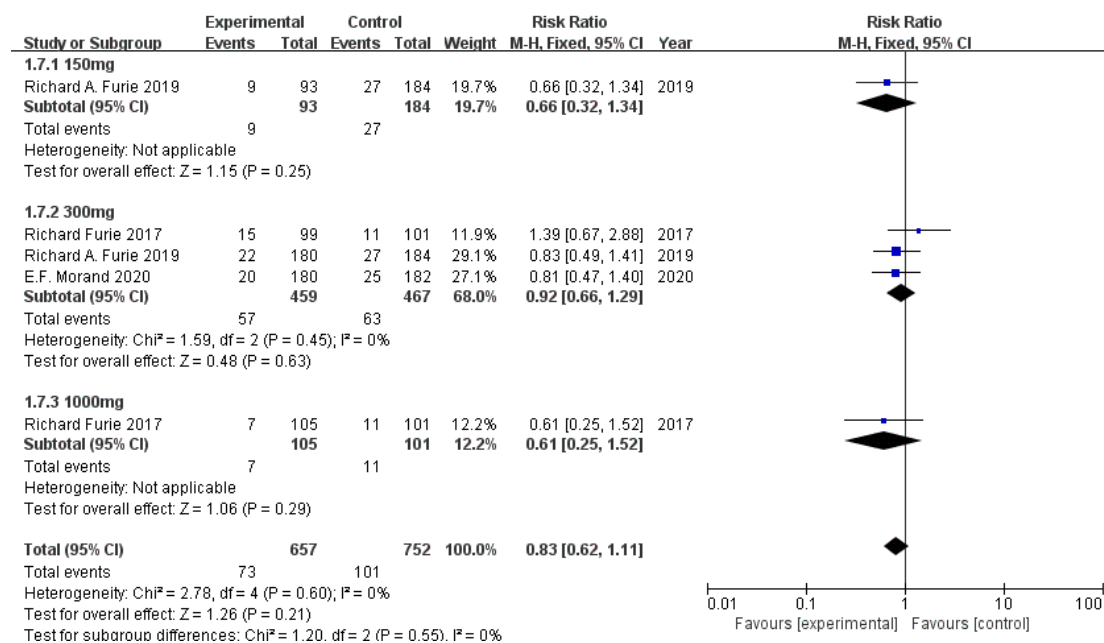 Experimental Control Risk Ratio Risk Ratio
Study or Subgroup Events Total Events Total Weight M-H, Fixed, 95% CI Year M-H, Fixed, 95% CI
1.7.1 150mg
Richard A. Furie 2019 9 93 27 184 19.7% 0.66 [0.32, 1.34] 2019
Subtotal (95% CI) 93 184 19.7% 0.66 [0.32, 1.34]
Total events 9 27
Heterogeneity: Not applicable
Test for overall effect: Z = 1.15 (P = 0.25)
1.7.2 300mg
Richard Furie 2017 15 99 11 101 11.9% 1.39 [0.67, 2.88] 2017
Richard A. Furie 2019 22 180 27 184 29.1% 0.83 [0.49, 1.41] 2019
E.F. Morand 2020 20 180 25 182 27.1% 0.81 [0.47, 1.40] 2020
Subtotal (95% CI) 459 467 68.0% 0.92 [0.66, 1.29]
Total events 57 63
Heterogeneity: Chi² = 1.59, df = 2 (P = 0.45); I² = 0%
Test for overall effect: Z = 0.48 (P = 0.63)
1.7.3 1000mg
Richard Furie 2017 7 105 11 101 12.2% 0.61 [0.25, 1.52] 2017
Subtotal (95% CI) 105 101 12.2% 0.61 [0.25, 1.52]
Total events 7 11
Heterogeneity: Not applicable
Test for overall effect: Z = 1.06 (P = 0.29)
Total (95% CI) 657 752 100.0% 0.83 [0.62, 1.11]
Total events 73 101
Heterogeneity: Chi² = 2.78, df = 4 (P = 0.60); I² = 0%
Test for overall effect: Z = 1.26 (P = 0.21)
Test for subgroup differences: Chi² = 1.20, df = 2 (P = 0.55), I² = 0%
0.01 0.1 1 10 100
Favours [experimental] Favours [control]